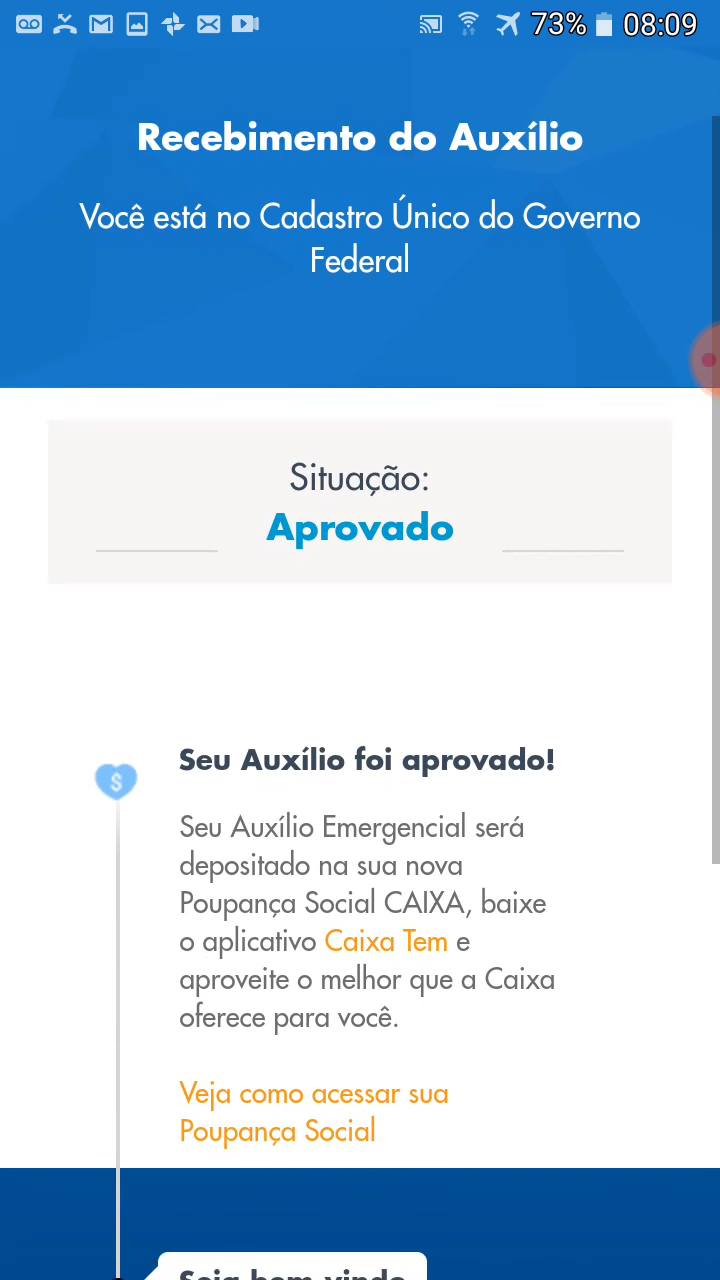 73% 08:09
Recebimento do Auxílio
Você está no Cadastro Único do Governo
Federal
Situação:
Aprovado
$
Seu Auxílio foi aprovado!
Seu Auxílio Emergencial será
depositado na sua nova
Poupança Social CAIXA, baixe
o aplicativo Caixa Tem e
aproveite o melhor que a Caixa
oferece para você.
Veja como acessar sua
Poupança Social
Seja bem vindo